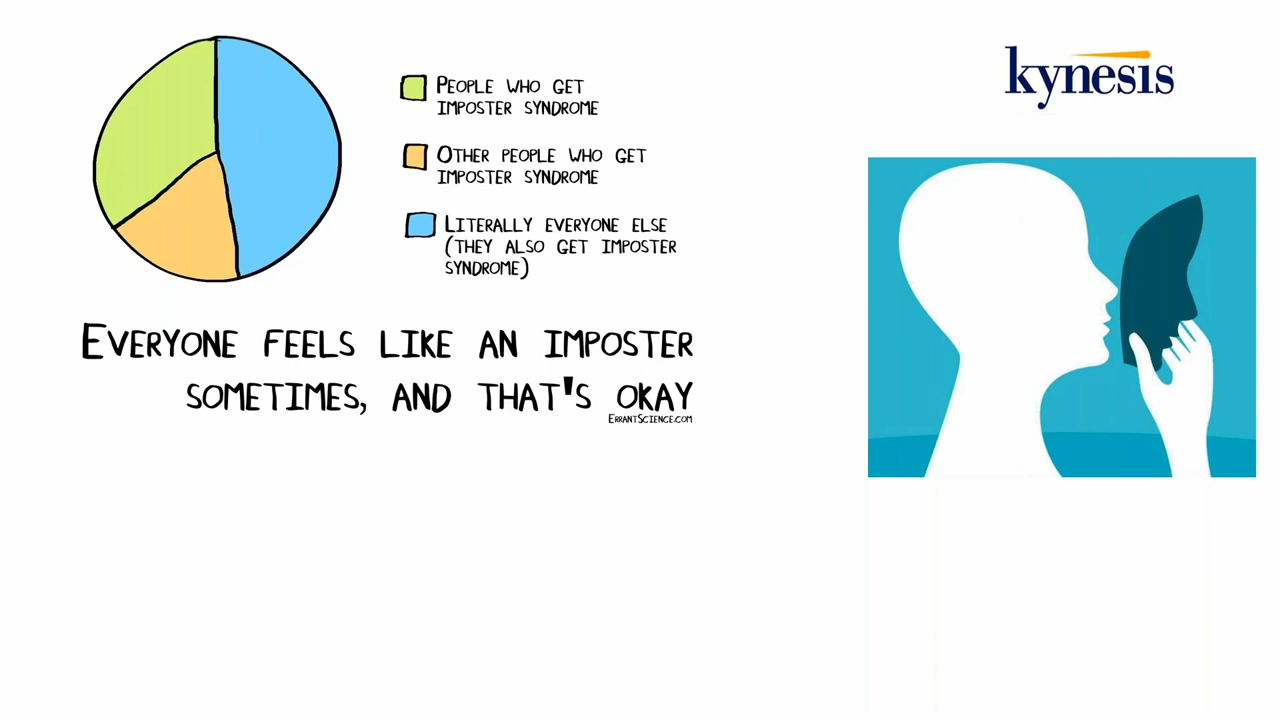 People who get
imposter syndrome
Other people who get
imposter syndrome
Literally everyone else
(they also get imposter
syndrome)
Everyone feels like an imposter
sometimes, and that's okay
ErrantScience.com
kynesis